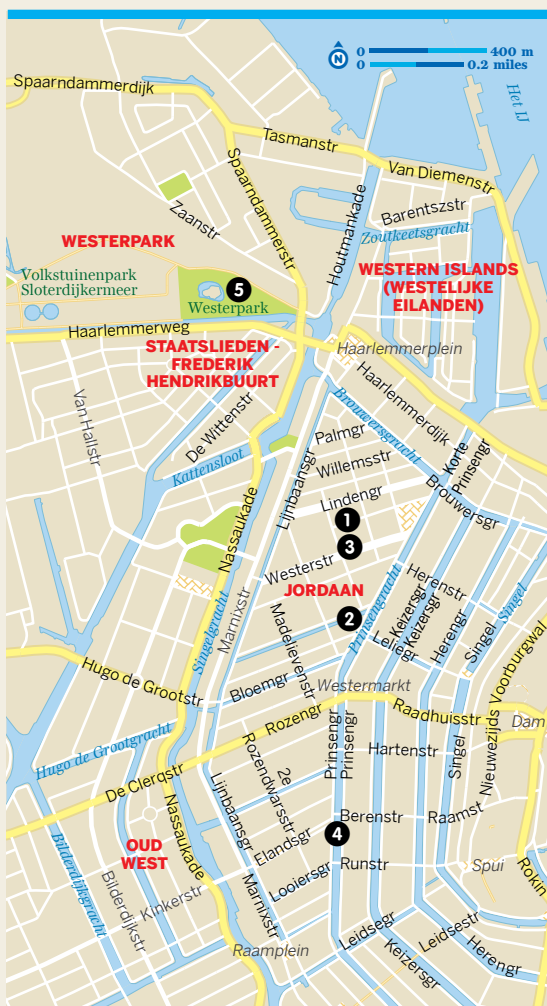 N
0 400 m
0 0.2 miles
Het IJ
Spaarndammerdijk
Tasmanstr
Spaarndammerstr
Van Diemenstr
Houtmankade
Barentszstr
Zaanstr
Zoutkeetsgracht
WESTERPARK
WESTERN ISLANDS
(WESTELIJKE
EILANDEN)
Volkstuinenpark
Sloterdijkermeer
5
Westerpark
Haarlemmerweg
STAATSLIEDEN -
FREDERIK
HENDRIKBUURT
Haarlemmerplein
Haarlemmerdijk
Brouwersgracht
Van Hallstr
De Wittenstr
Palmgr
Korte
Prinsengr
Kattensloot
Willemsstr
Lijnbaansgr
Lindengr
Brouwersgr
1
Nassaukade
3
Westerstr
JORDAAN
Herenstr
Singel
Keizersgr
Keizersgr
Prinsengracht
2
Marnixstr
Singelgracht
Madelievenstr
Leliegr
Herengr
Singel
Nieuwezijds Voorburgwal
Hugo de Grootstr
Bloemgr
Westermarkt
Rozengr
Raadhuisstr
Dam
Hugo de Grootgracht
Prinsengr
Prinsengr
Hartenstr
Singel
De Clerqstr
2e
Rozendwarsstr
Lijnbaansgr
Nassaukade
Berenstr
Raamst
4
OUD
WEST
Elandsgr
Runstr
Spui
Rokin
Bilderdijkgracht
Bilderdijkstr
Kinkerstr
Looiersgr
Marnixstr
Leidsegr
Leidsestr
Raamplein
Keizersgr
Herengr